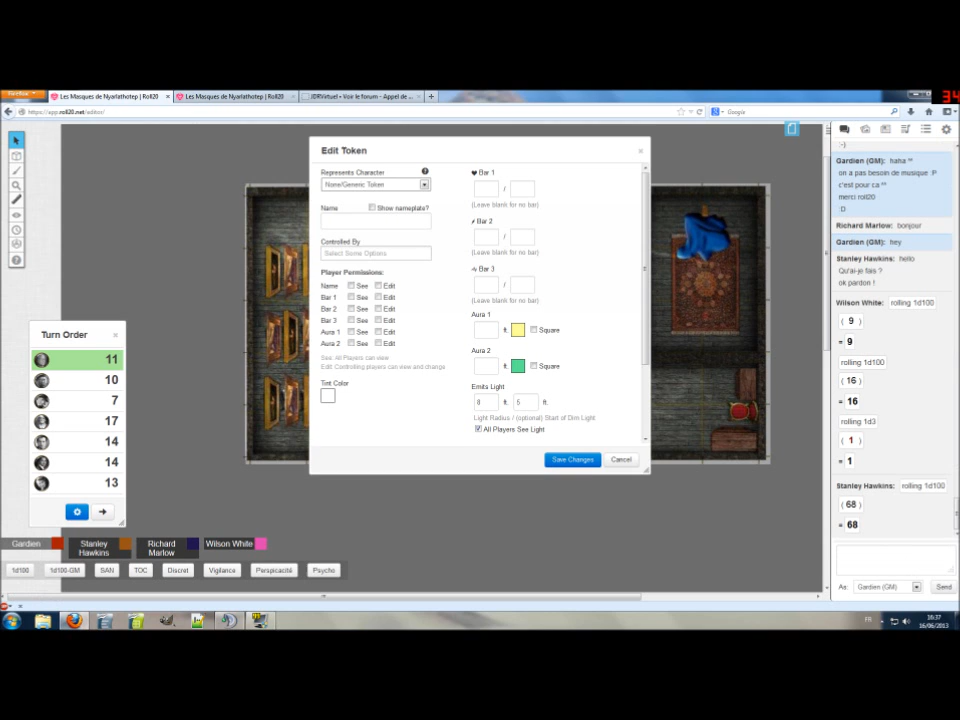 Firefox
Les Masques de Nyarlathotep | Roll20 ×
Les Masques de Nyarlathotep | Roll20 ×
JDRVirtuel • Voir le forum - Appel de ... × +
https://app.roll20.net/editor/
Google
34
Edit Token ×
Represents Character
None/Generic Token
Name Show nameplate?
Controlled By
Select Some Options
Player Permissions:
Name See Edit
Bar 1 See Edit
Bar 2 See Edit
Bar 3 See Edit
Aura 1 See Edit
Aura 2 See Edit
See: All Players can view
Edit: Controlling players can view and change
Tint Color
Bar 1
/
(Leave blank for no bar)
Bar 2
/
(Leave blank for no bar)
Bar 3
/
(Leave blank for no bar)
Aura 1
ft. Square
Aura 2
ft. Square
Emits Light
8 ft. 5 ft.
Light Radius / (optional) Start of Dim Light
All Players See Light
Save Changes Cancel
Turn Order ×
11
10
7
17
14
14
13
Gardien
Stanley Hawkins
Richard Marlow
Wilson White
1d100 1d100-GM SAN TOC Discret Vigilance Perspicacité Psyche
:-)
Gardien (GM): haha ^^
on a pas besoin de musique :P
c'est pour ca ^^
merci roll20
:D
Richard Marlow: bonjour
Gardien (GM): hey
Stanley Hawkins: hello
Qu'ai-je fais ?
ok pardon !
Wilson White: rolling 1d100
( 9 )
= 9
rolling 1d100
( 16 )
= 16
rolling 1d3
( 1 )
= 1
Stanley Hawkins: rolling 1d100
( 68 )
= 68
As: Gardien (GM) Send
FR
16:37
16/06/2013